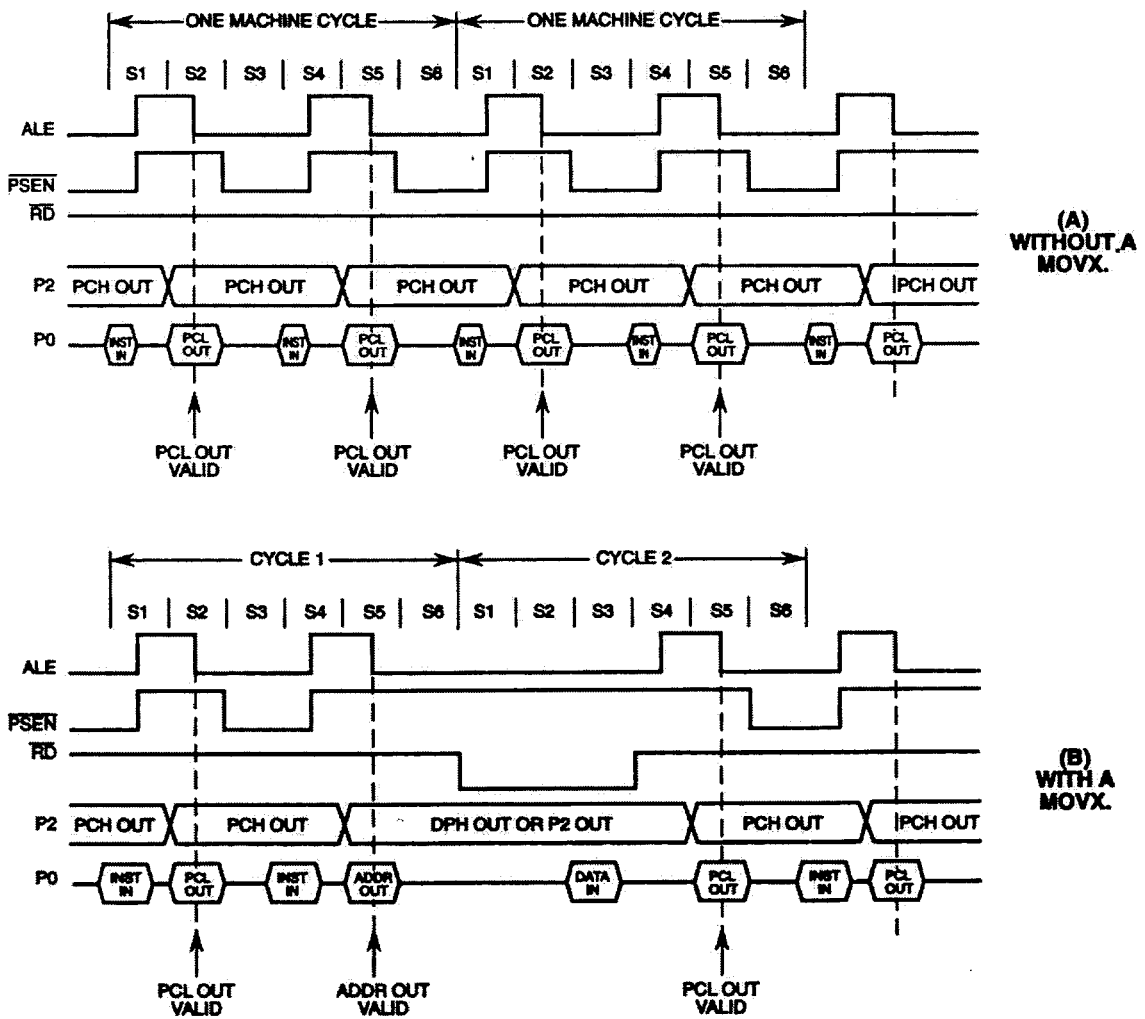 ONE MACHINE CYCLE ONE MACHINE CYCLE
S1 S2 S3 S4 S5 S6 S1 S2 S3 S4 S5 S6
ALE
PSEN
RD
P2 PCH OUT PCH OUT PCH OUT PCH OUT PCH OUT PCH OUT
P0 INST IN PCL OUT INST IN PCL OUT INST IN PCL OUT INST IN PCL OUT INST IN PCL OUT
PCL OUT VALID PCL OUT VALID PCL OUT VALID PCL OUT VALID
(A)
WITHOUT A
MOVX.
CYCLE 1 CYCLE 2
S1 S2 S3 S4 S5 S6 S1 S2 S3 S4 S5 S6
ALE
PSEN
RD
P2 PCH OUT PCH OUT DPH OUT OR P2 OUT PCH OUT PCH OUT
P0 INST IN PCL OUT INST IN ADDR OUT DATA IN PCL OUT INST IN PCL OUT
PCL OUT VALID ADDR OUT VALID PCL OUT VALID
(B)
WITH A
MOVX.